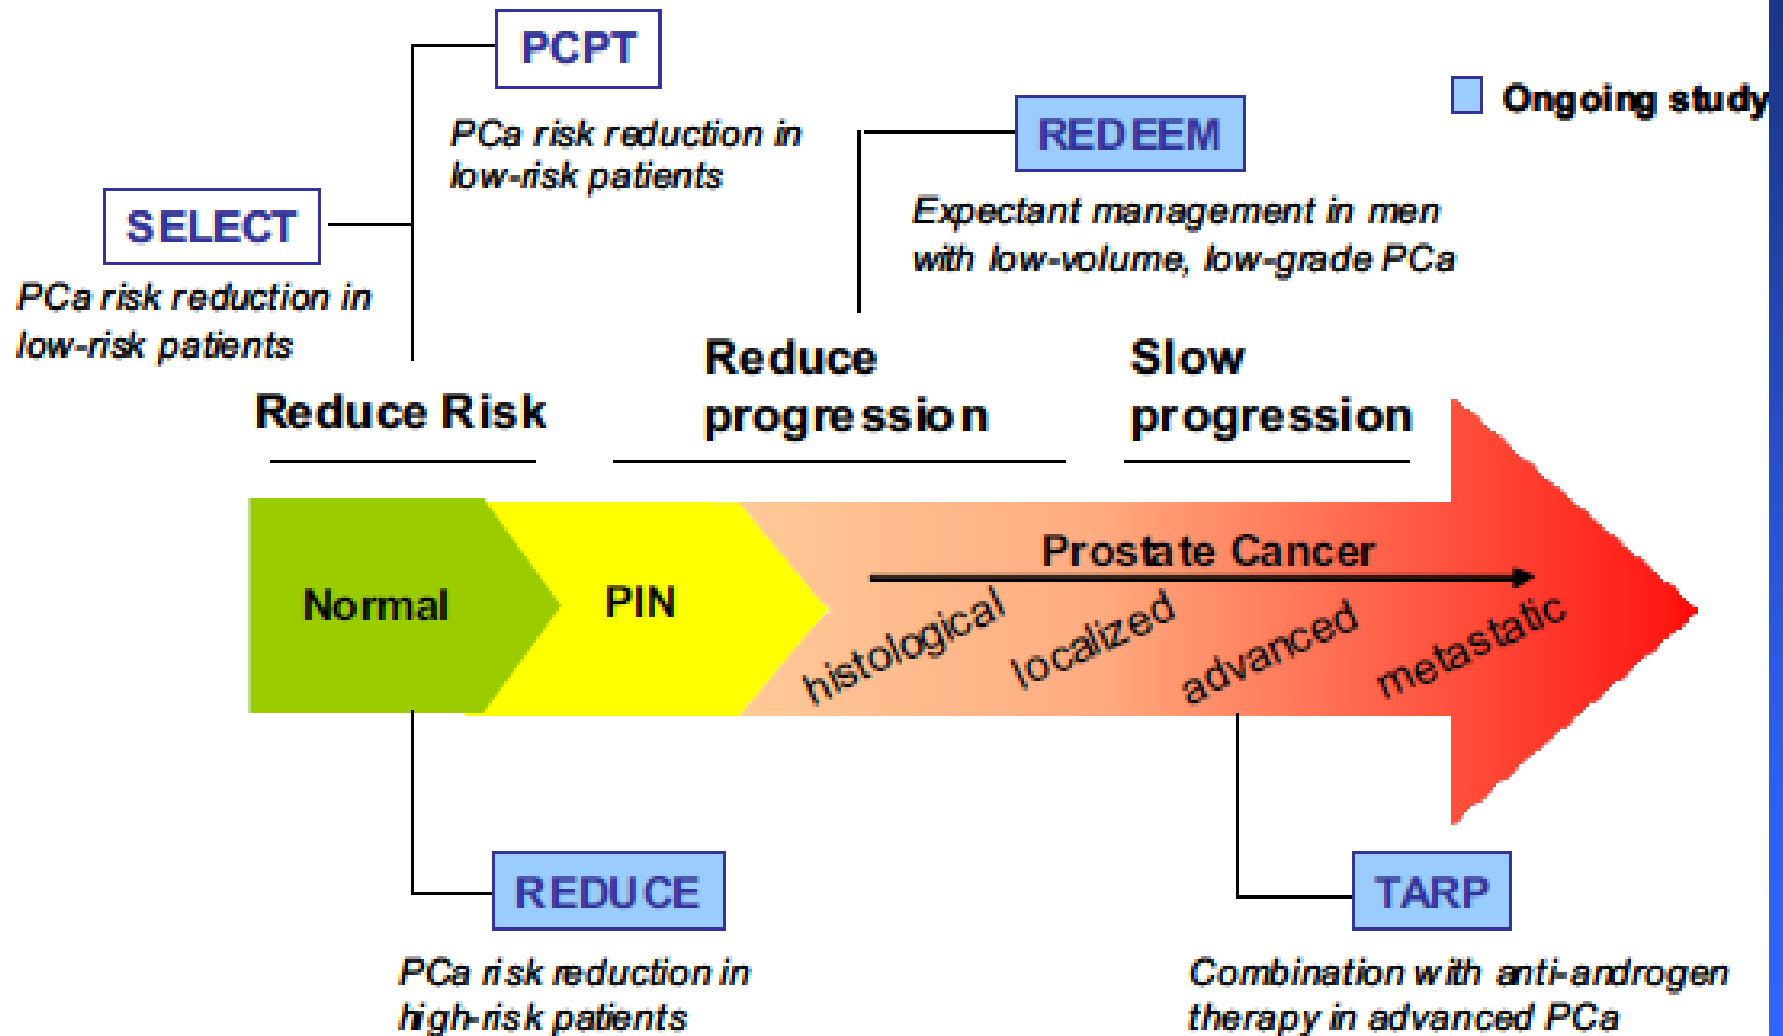 PCPT
PCa risk reduction in
low-risk patients
Ongoing study
REDEEM
Expectant management in men
with low-volume, low-grade PCa
SELECT
PCa risk reduction in
low-risk patients
Reduce Risk
Reduce
progression
Slow
progression
Normal
PIN
Prostate Cancer
histological
localized
advanced
metastatic
REDUCE
PCa risk reduction in
high-risk patients
TARP
Combination with anti-androgen
therapy in advanced PCa